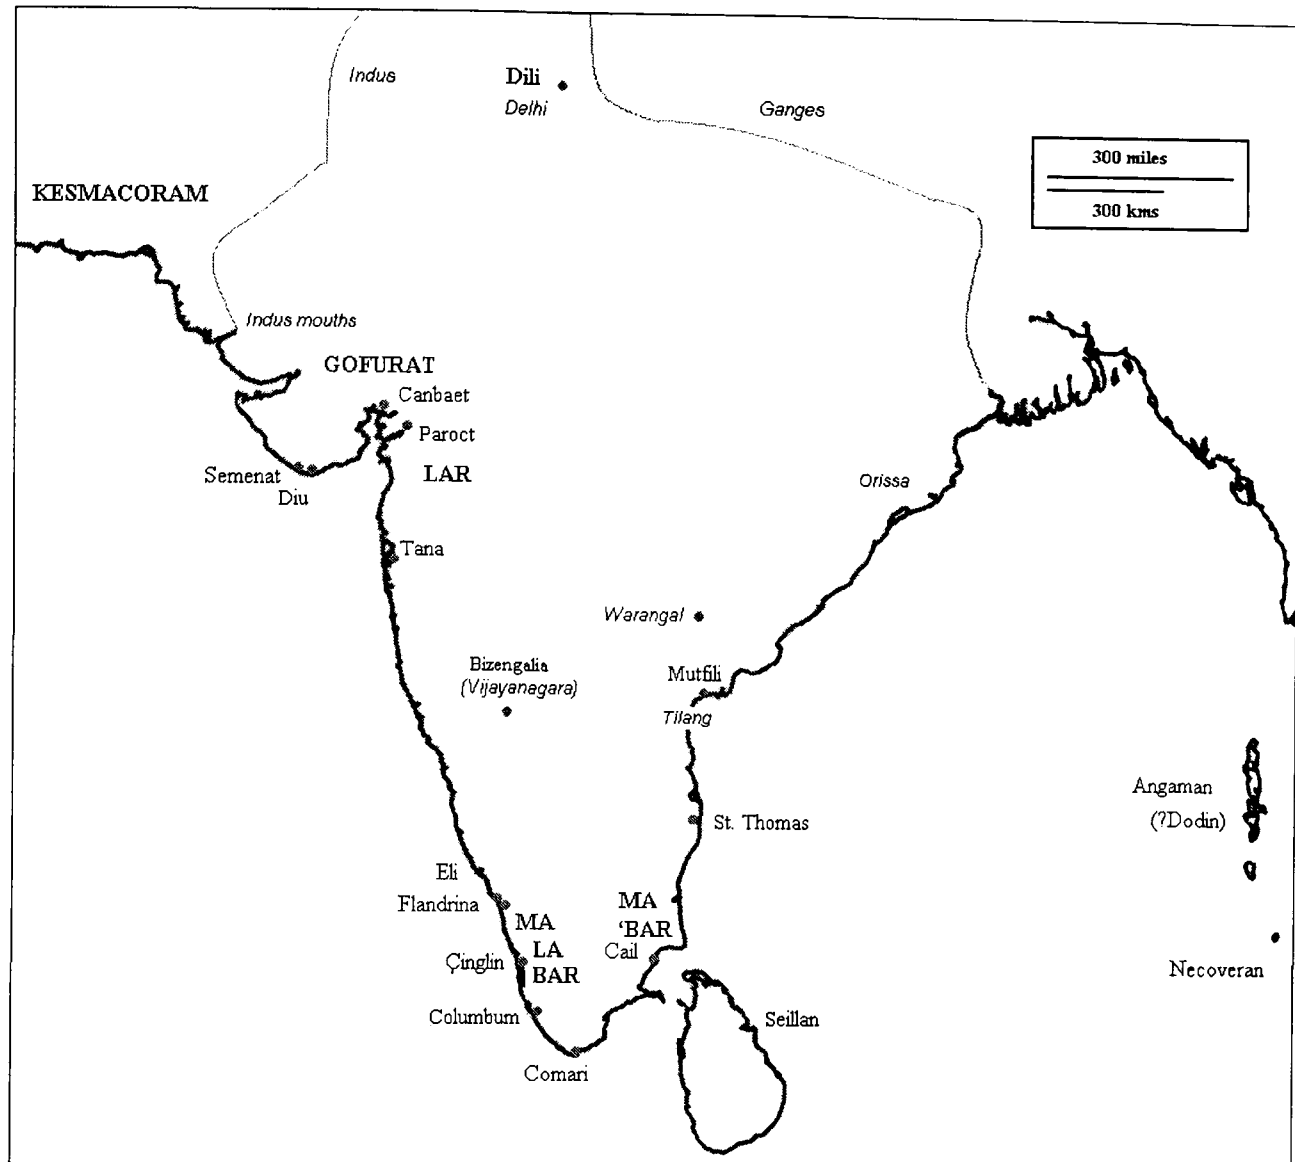 Indus
Dili
Delhi
Ganges
300 miles
300 kms
KESMACORAM
Indus mouths
GOFURAT
Canbaet
Paroct
LAR
Semenat
Diu
Orissa
Tana
Warangal
Bizengalia
(Vijayanagara)
Mutfili
Tilang
Angaman
(?Dodin)
St. Thomas
Eli
Flandrina
MA
LA
BAR
MA
'BAR
Çinglin
Cail
Necoveran
Columbum
Seillan
Comari